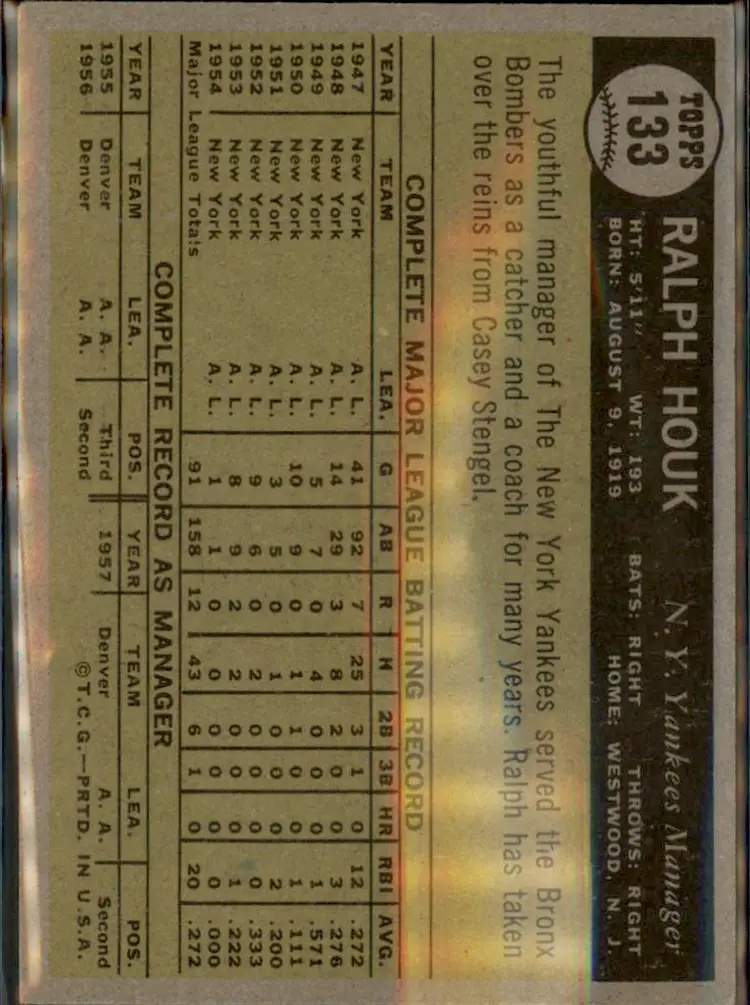 TOPPS
133
RALPH HOUK N. Y. Yankees Manager
HT: 5'11" WT: 193 BATS: RIGHT THROWS: RIGHT
BORN: AUGUST 9, 1919 HOME: WESTWOOD, N. J.
The youthful manager of The New York Yankees served the Bronx
Bombers as a catcher and a coach for many years. Ralph has taken
over the reins from Casey Stengel.
COMPLETE MAJOR LEAGUE BATTING RECORD
YEAR TEAM LEA. G AB R H 2B 3B HR RBI AVG.
1947 New York A. L. 41 92 7 25 3 1 0 12 .272
1948 New York A. L. 14 29 3 8 2 0 0 3 .276
1949 New York A. L. 5 7 0 4 0 0 0 1 .571
1950 New York A. L. 10 9 0 1 1 0 0 1 .111
1951 New York A. L. 3 5 0 1 0 0 0 2 .200
1952 New York A. L. 9 6 0 2 0 0 0 0 .333
1953 New York A. L. 8 9 2 2 0 0 0 1 .222
1954 New York A. L. 1 1 0 0 0 0 0 0 .000
Major League Totals 91 158 12 43 6 1 0 20 .272
COMPLETE RECORD AS MANAGER
YEAR TEAM LEA. POS. YEAR TEAM LEA. POS.
1955 Denver A. A. Third 1957 Denver A. A. Second
1956 Denver A. A. Second ©T.C.G.—PRTD. IN U.S.A.